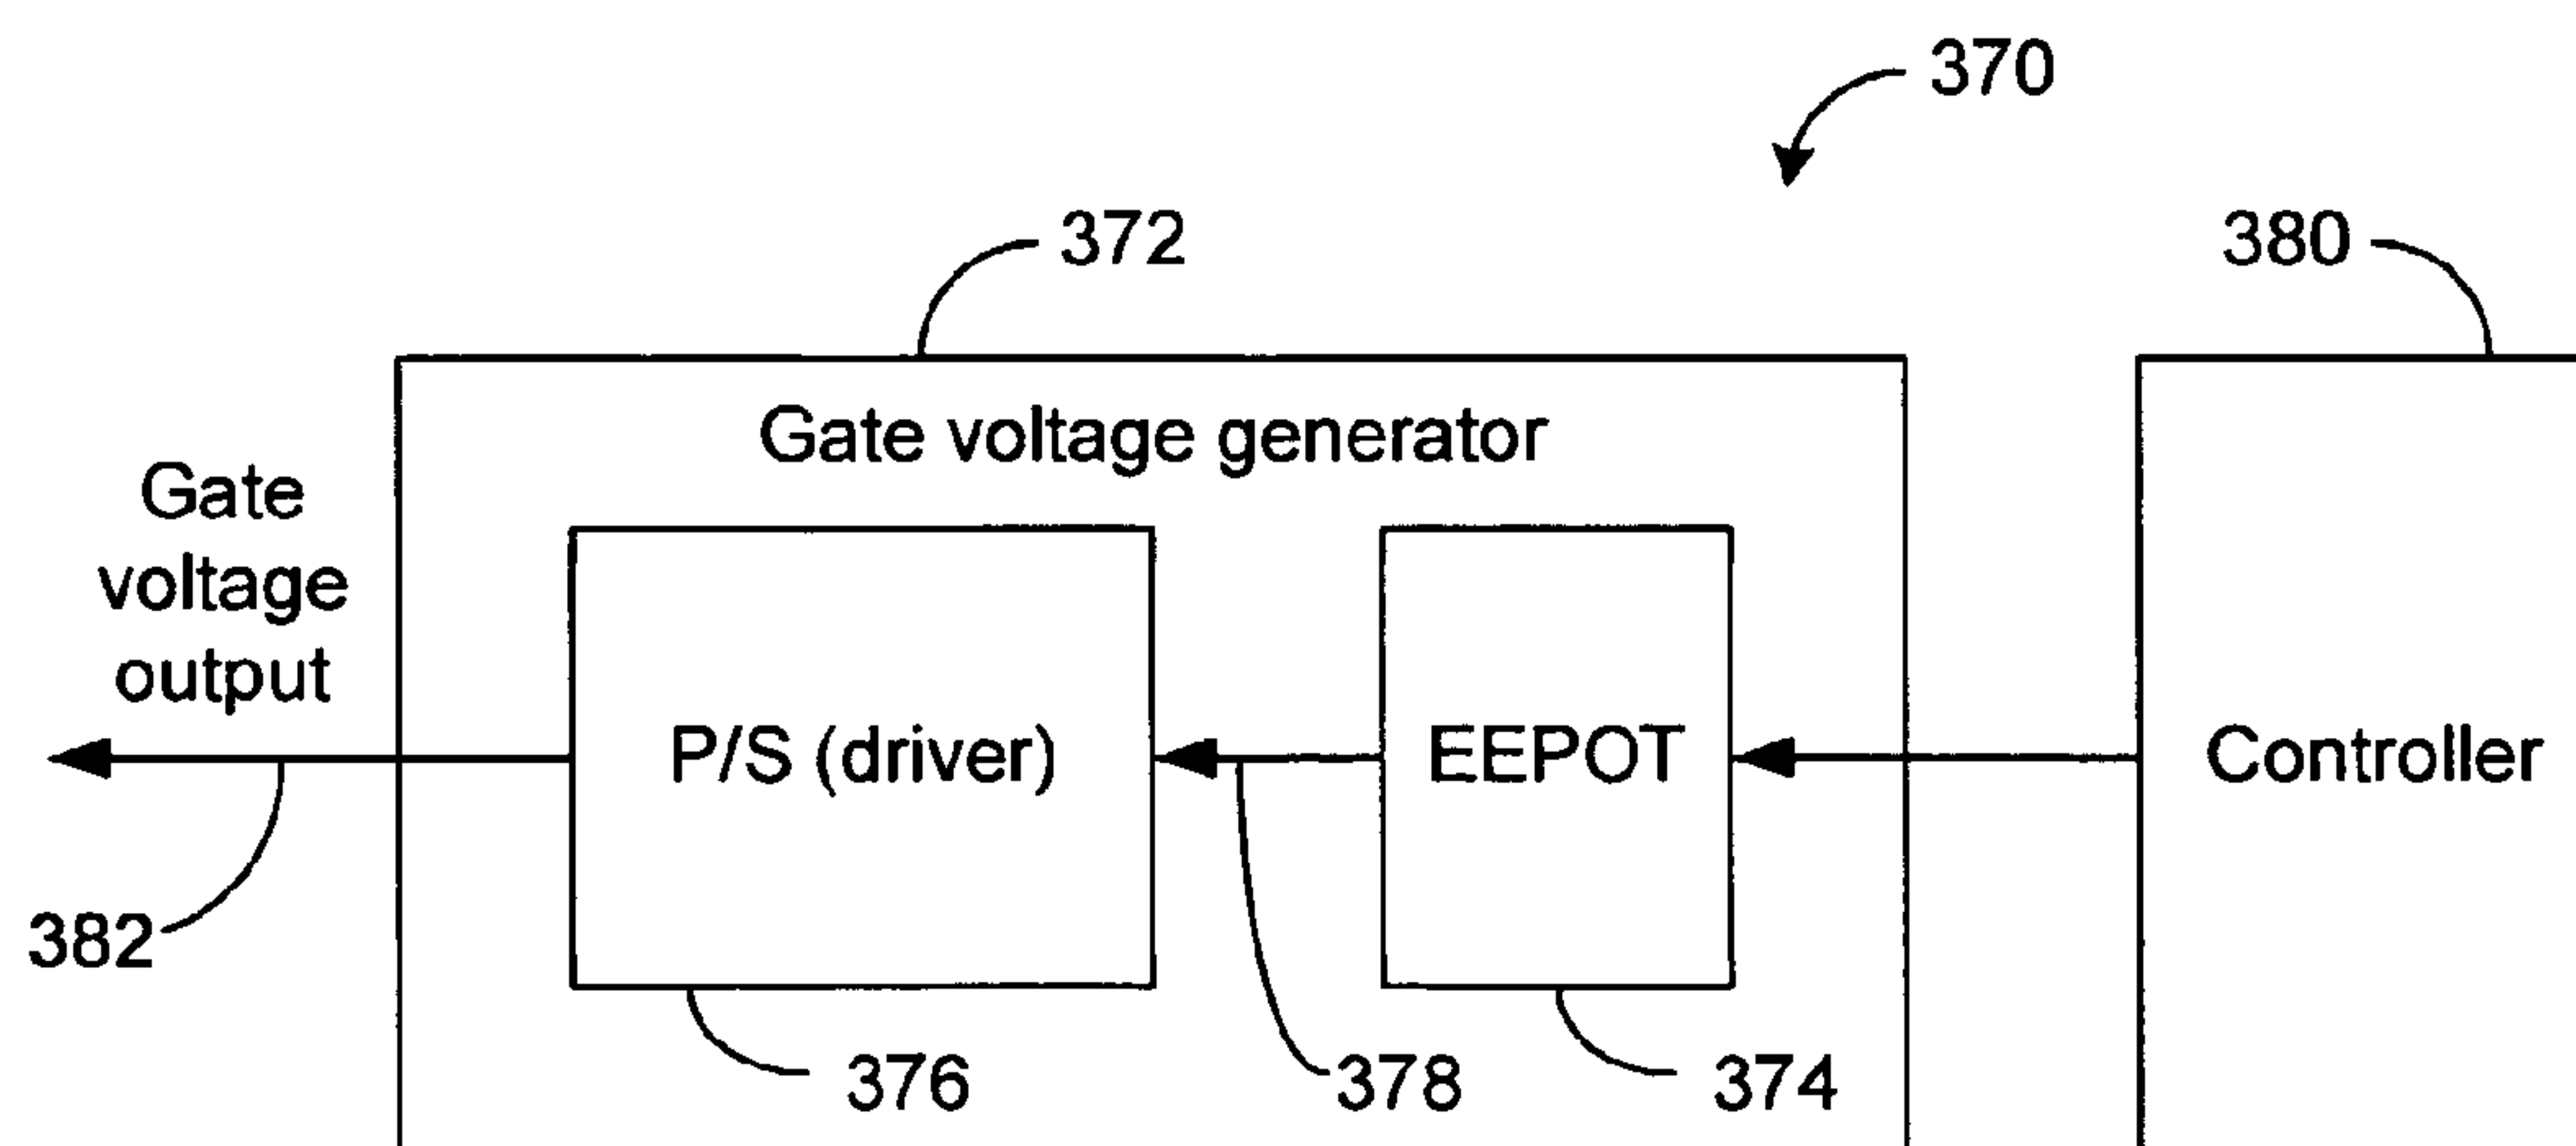 370
372
380
Gate voltage generator
Gate
voltage
output
P/S (driver)
EEPOT
Controller
382
376
378
374